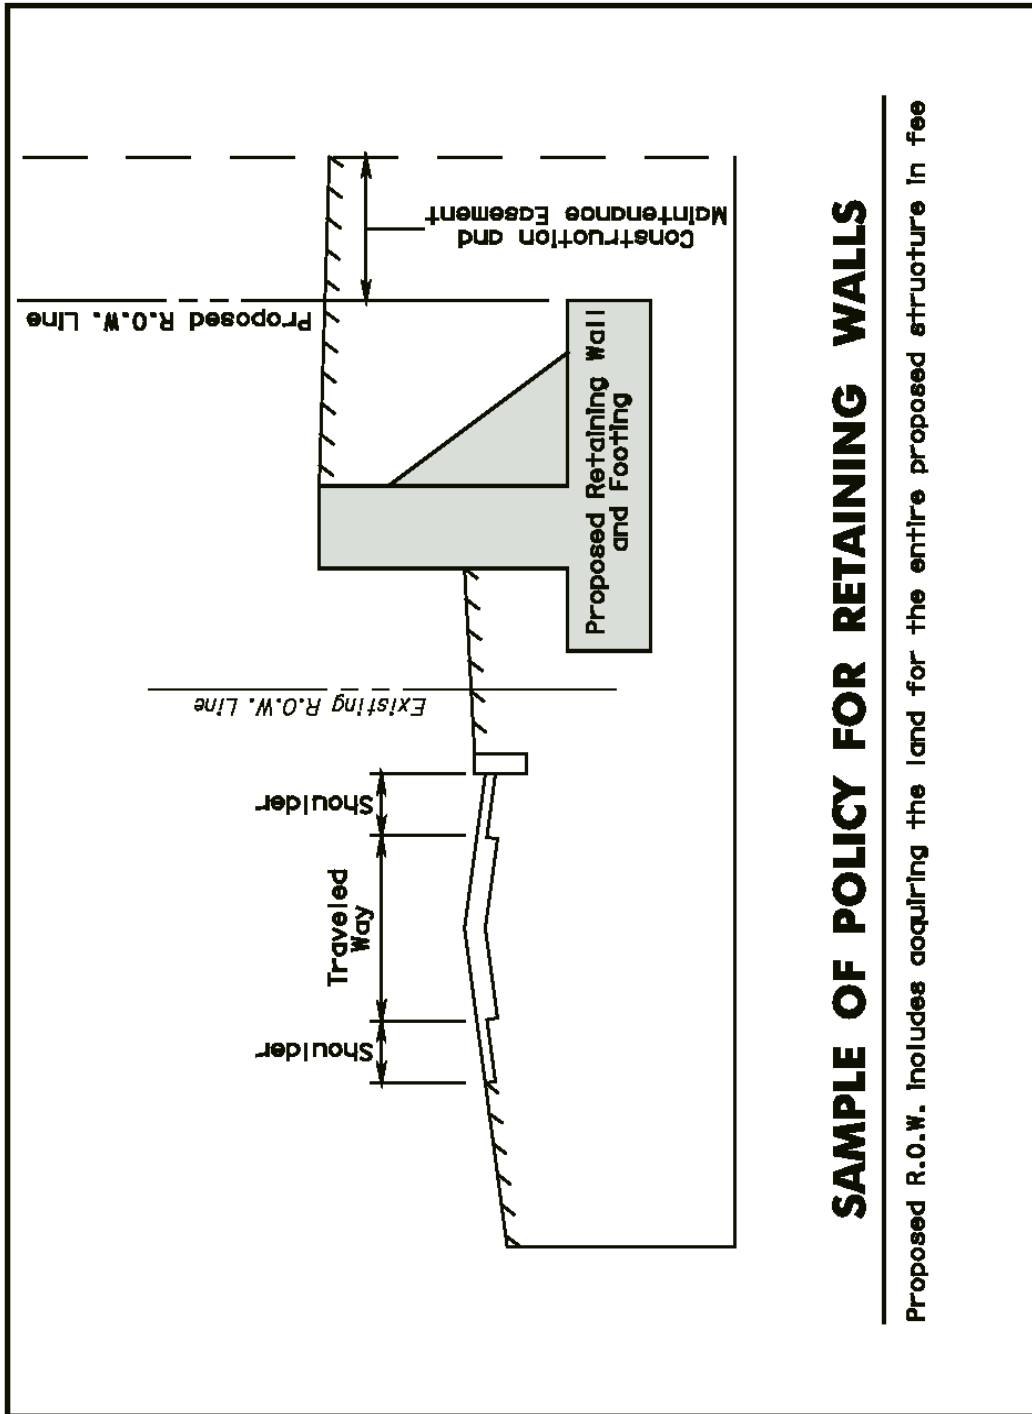 Shoulder
Traveled
Way
Shoulder
Existing R.O.W. Line
Proposed R.O.W. Line
Construction and
Maintenance Easement
Proposed Retaining Wall
and Footing
SAMPLE OF POLICY FOR RETAINING WALLS
Proposed R.O.W. includes acquiring the land for the entire proposed structure in fee